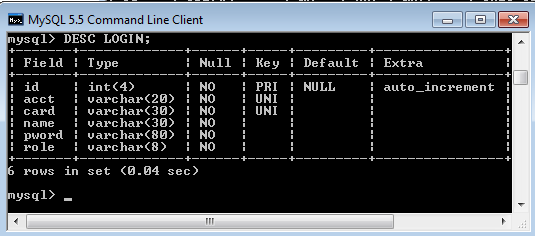 MySQL 5.5 Command Line Client
mysql> DESC LOGIN;
+-------+-------------+------+-----+---------+----------------+
| Field | Type        | Null | Key | Default | Extra          |
+-------+-------------+------+-----+---------+----------------+
| id    | int(4)      | NO   | PRI | NULL    | auto_increment |
| acct  | varchar(20) | NO   | UNI |         |                |
| card  | varchar(30) | NO   | UNI |         |                |
| name  | varchar(30) | NO   |     |         |                |
| pword | varchar(80) | NO   |     |         |                |
| role  | varchar(8)  | NO   |     |         |                |
+-------+-------------+------+-----+---------+----------------+
6 rows in set (0.04 sec)
mysql> _